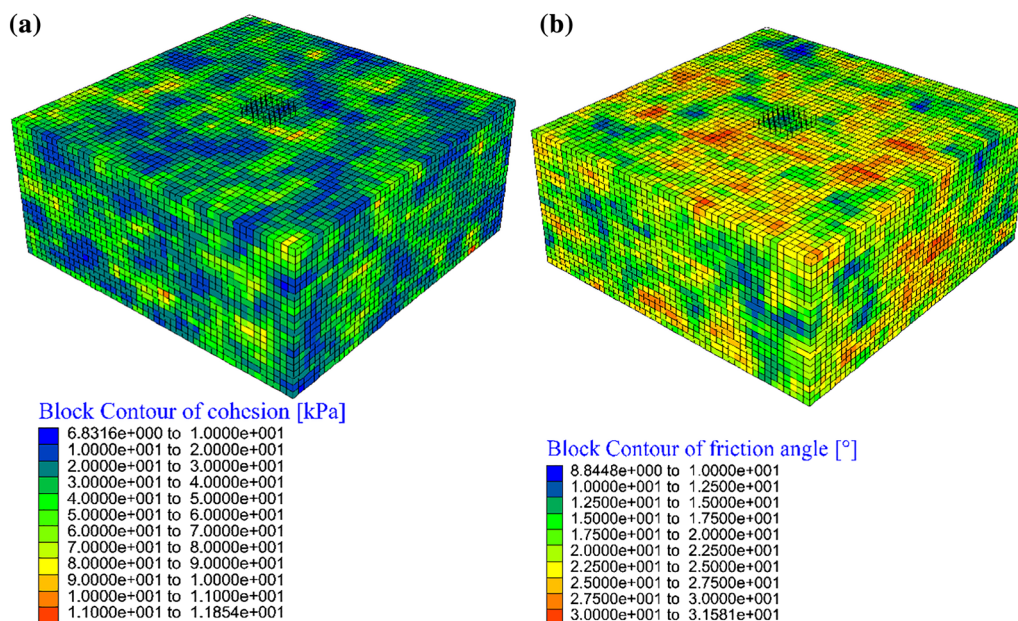 (a)
(b)
Block Contour of cohesion [kPa]
6.8316e+000 to 1.0000e+001
1.0000e+001 to 2.0000e+001
2.0000e+001 to 3.0000e+001
3.0000e+001 to 4.0000e+001
4.0000e+001 to 5.0000e+001
5.0000e+001 to 6.0000e+001
6.0000e+001 to 7.0000e+001
7.0000e+001 to 8.0000e+001
8.0000e+001 to 9.0000e+001
9.0000e+001 to 1.0000e+001
1.0000e+001 to 1.1000e+001
1.1000e+001 to 1.1854e+001
Block Contour of friction angle [°]
8.8448e+000 to 1.0000e+001
1.0000e+001 to 1.2500e+001
1.2500e+001 to 1.5000e+001
1.5000e+001 to 1.7500e+001
1.7500e+001 to 2.0000e+001
2.0000e+001 to 2.2500e+001
2.2500e+001 to 2.5000e+001
2.5000e+001 to 2.7500e+001
2.7500e+001 to 3.0000e+001
3.0000e+001 to 3.1581e+001